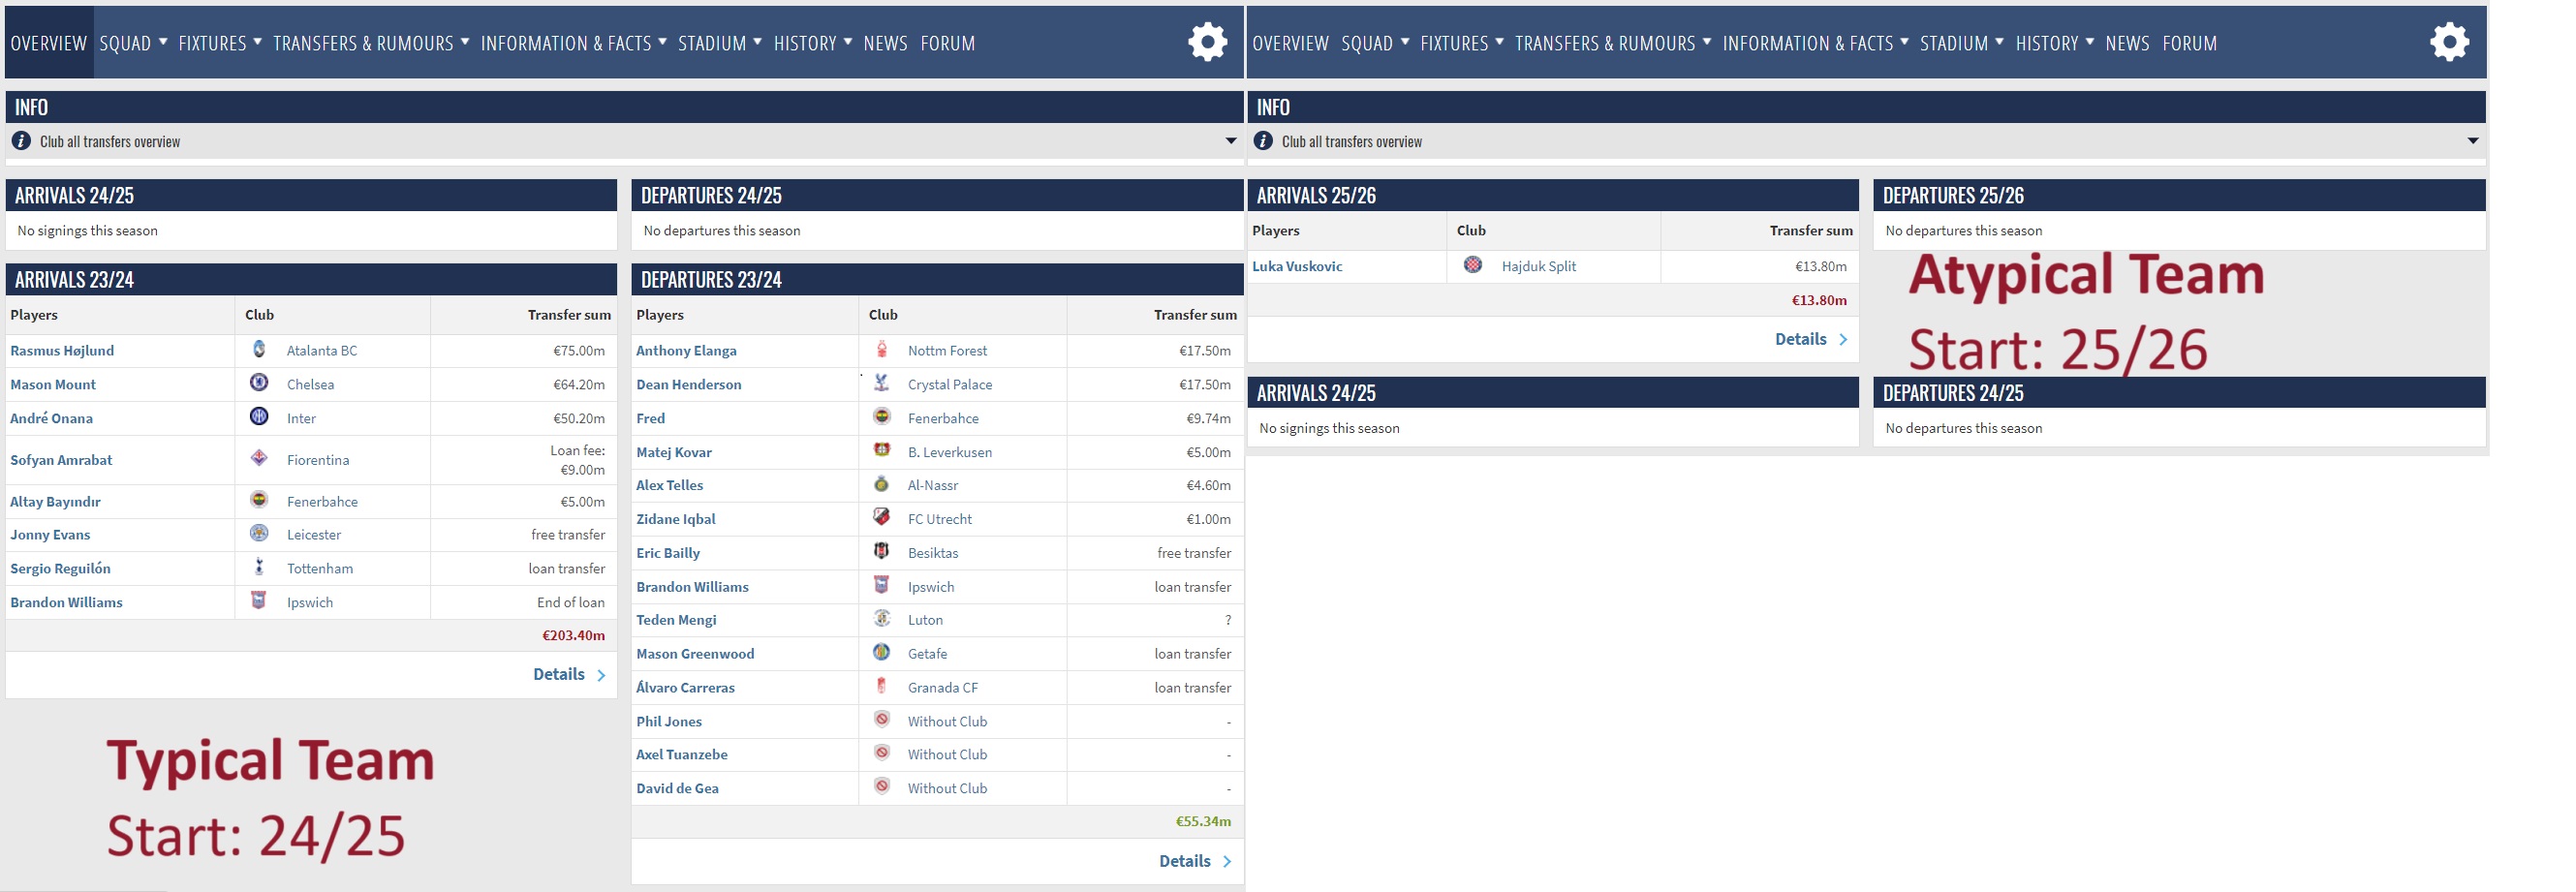 OVERVIEW SQUAD FIXTURES TRANSFERS & RUMOURS INFORMATION & FACTS STADIUM HISTORY NEWS FORUM
INFO
Club all transfers overview
ARRIVALS 24/25
No signings this season
DEPARTURES 24/25
No departures this season
ARRIVALS 23/24
Players Club Transfer sum
Rasmus Højlund Atalanta BC €75.00m
Mason Mount Chelsea €64.20m
André Onana Inter €50.20m
Sofyan Amrabat Fiorentina Loan fee:
€9.00m
Altay Bayındır Fenerbahce €5.00m
Jonny Evans Leicester free transfer
Sergio Reguilón Tottenham loan transfer
Brandon Williams Ipswich End of loan
€203.40m
Details
Typical Team
Start: 24/25
DEPARTURES 23/24
Players Club Transfer sum
Anthony Elanga Nottm Forest €17.50m
Dean Henderson Crystal Palace €17.50m
Fred Fenerbahce €9.74m
Matej Kovar B. Leverkusen €5.00m
Alex Telles Al-Nassr €4.60m
Zidane Iqbal FC Utrecht €1.00m
Eric Bailly Besiktas free transfer
Brandon Williams Ipswich loan transfer
Teden Mengi Luton ?
Mason Greenwood Getafe loan transfer
Álvaro Carreras Granada CF loan transfer
Phil Jones Without Club -
Axel Tuanzebe Without Club -
David de Gea Without Club -
€55.34m
Details
OVERVIEW SQUAD FIXTURES TRANSFERS & RUMOURS INFORMATION & FACTS STADIUM HISTORY NEWS FORUM
INFO
Club all transfers overview
ARRIVALS 25/26
Players Club Transfer sum
Luka Vuskovic Hajduk Split €13.80m
€13.80m
Details
DEPARTURES 25/26
No departures this season
Atypical Team
Start: 25/26
ARRIVALS 24/25
No signings this season
DEPARTURES 24/25
No departures this season